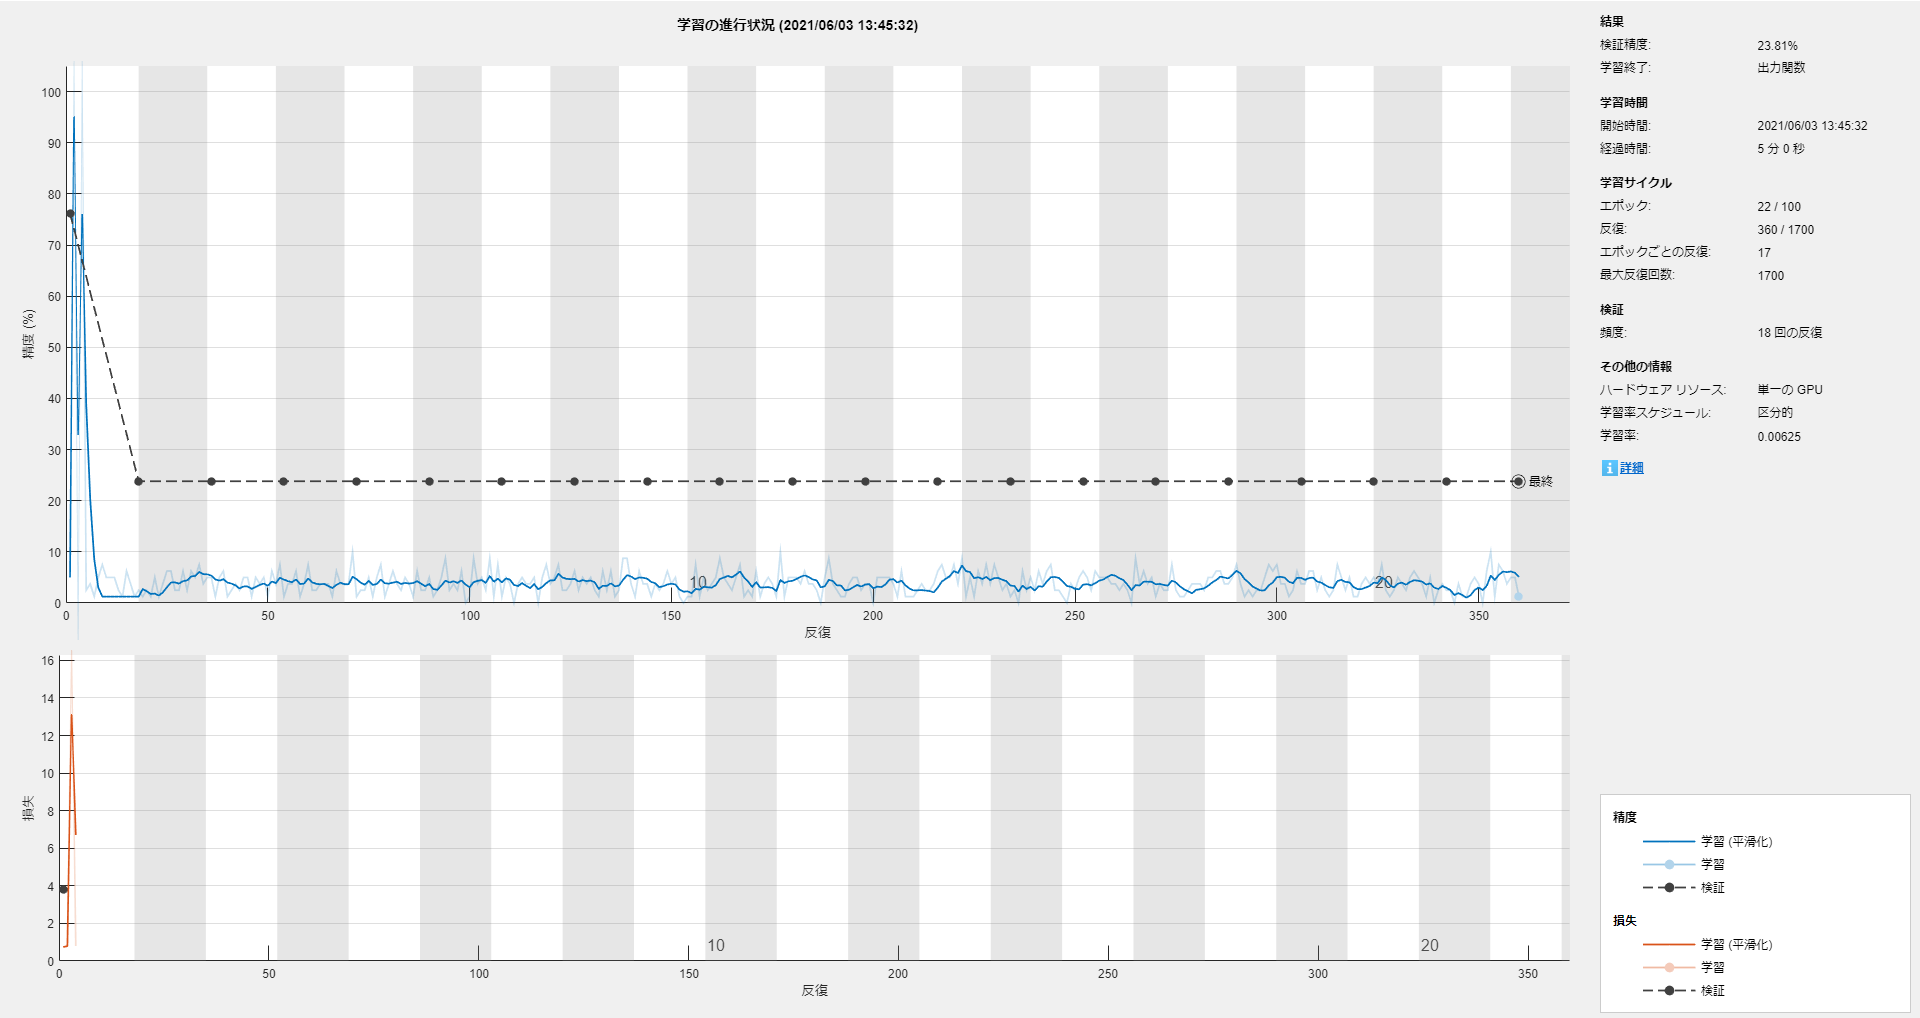 学習の進行状況 (2021/06/03 13:45:32)
100
90
80
70
60
50
40
30
20
10
0
精度 (%)
最終
10
20
0
50
100
150
200
250
300
350
反復
16
14
12
10
8
6
4
2
0
損失
10
20
0
50
100
150
200
250
300
350
反復
結果
検証精度: 23.81%
学習終了: 出力関数
学習時間
開始時間: 2021/06/03 13:45:32
経過時間: 5 分 0 秒
学習サイクル
エポック: 22 / 100
反復: 360 / 1700
エポックごとの反復: 17
最大反復回数: 1700
検証
頻度: 18 回の反復
その他の情報
ハードウェア リソース: 単一の GPU
学習率スケジュール: 区分的
学習率: 0.00625
i 詳細
精度
学習 (平滑化)
学習
検証
損失
学習 (平滑化)
学習
検証